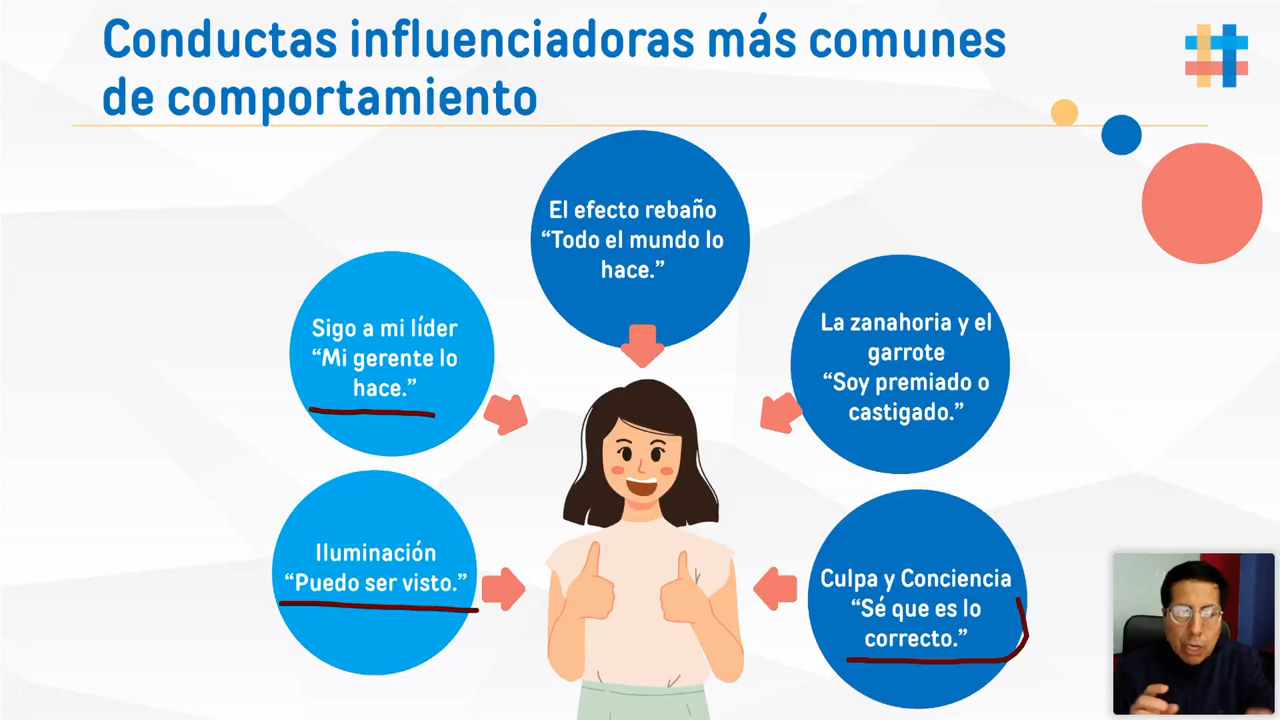 Conductas influenciadoras más comunes
de comportamiento
El efecto rebaño
“Todo el mundo lo
hace.”
Sigo a mi líder
“Mi gerente lo
hace.”
La zanahoria y el
garrote
“Soy premiado o
castigado.”
Iluminación
“Puedo ser visto.”
Culpa y Conciencia
“Sé que es lo
correcto.”